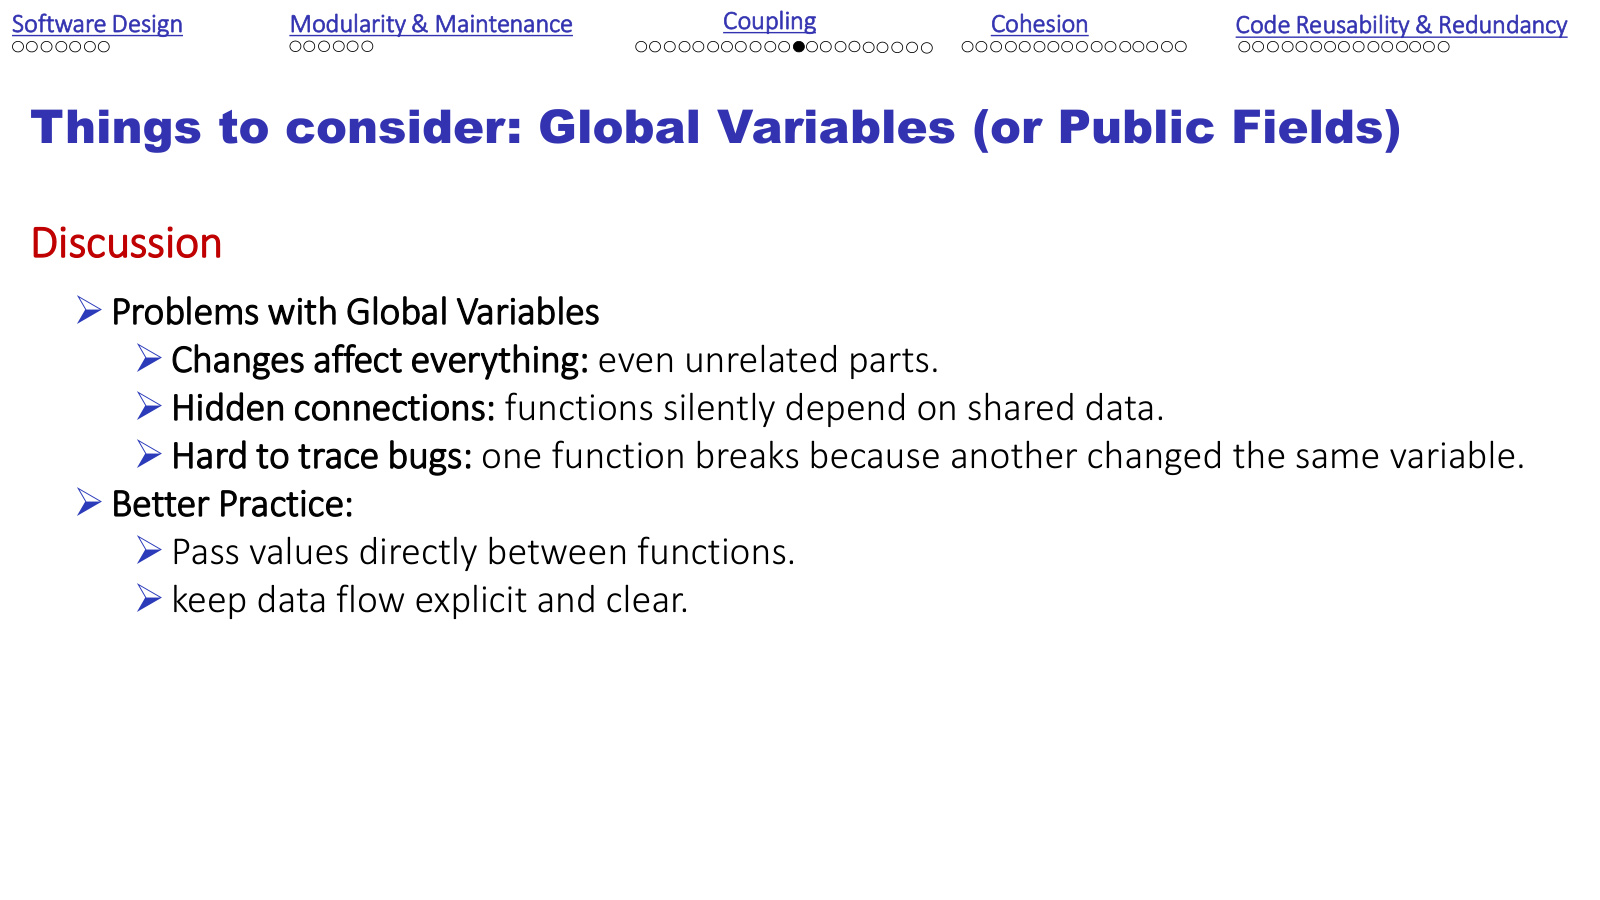 Software Design
Modularity & Maintenance
Coupling
Cohesion
Code Reusability & Redundancy
Things to consider: Global Variables (or Public Fields)
Discussion
Problems with Global Variables
Changes affect everything: even unrelated parts.
Hidden connections: functions silently depend on shared data.
Hard to trace bugs: one function breaks because another changed the same variable.
Better Practice:
Pass values directly between functions.
keep data flow explicit and clear.